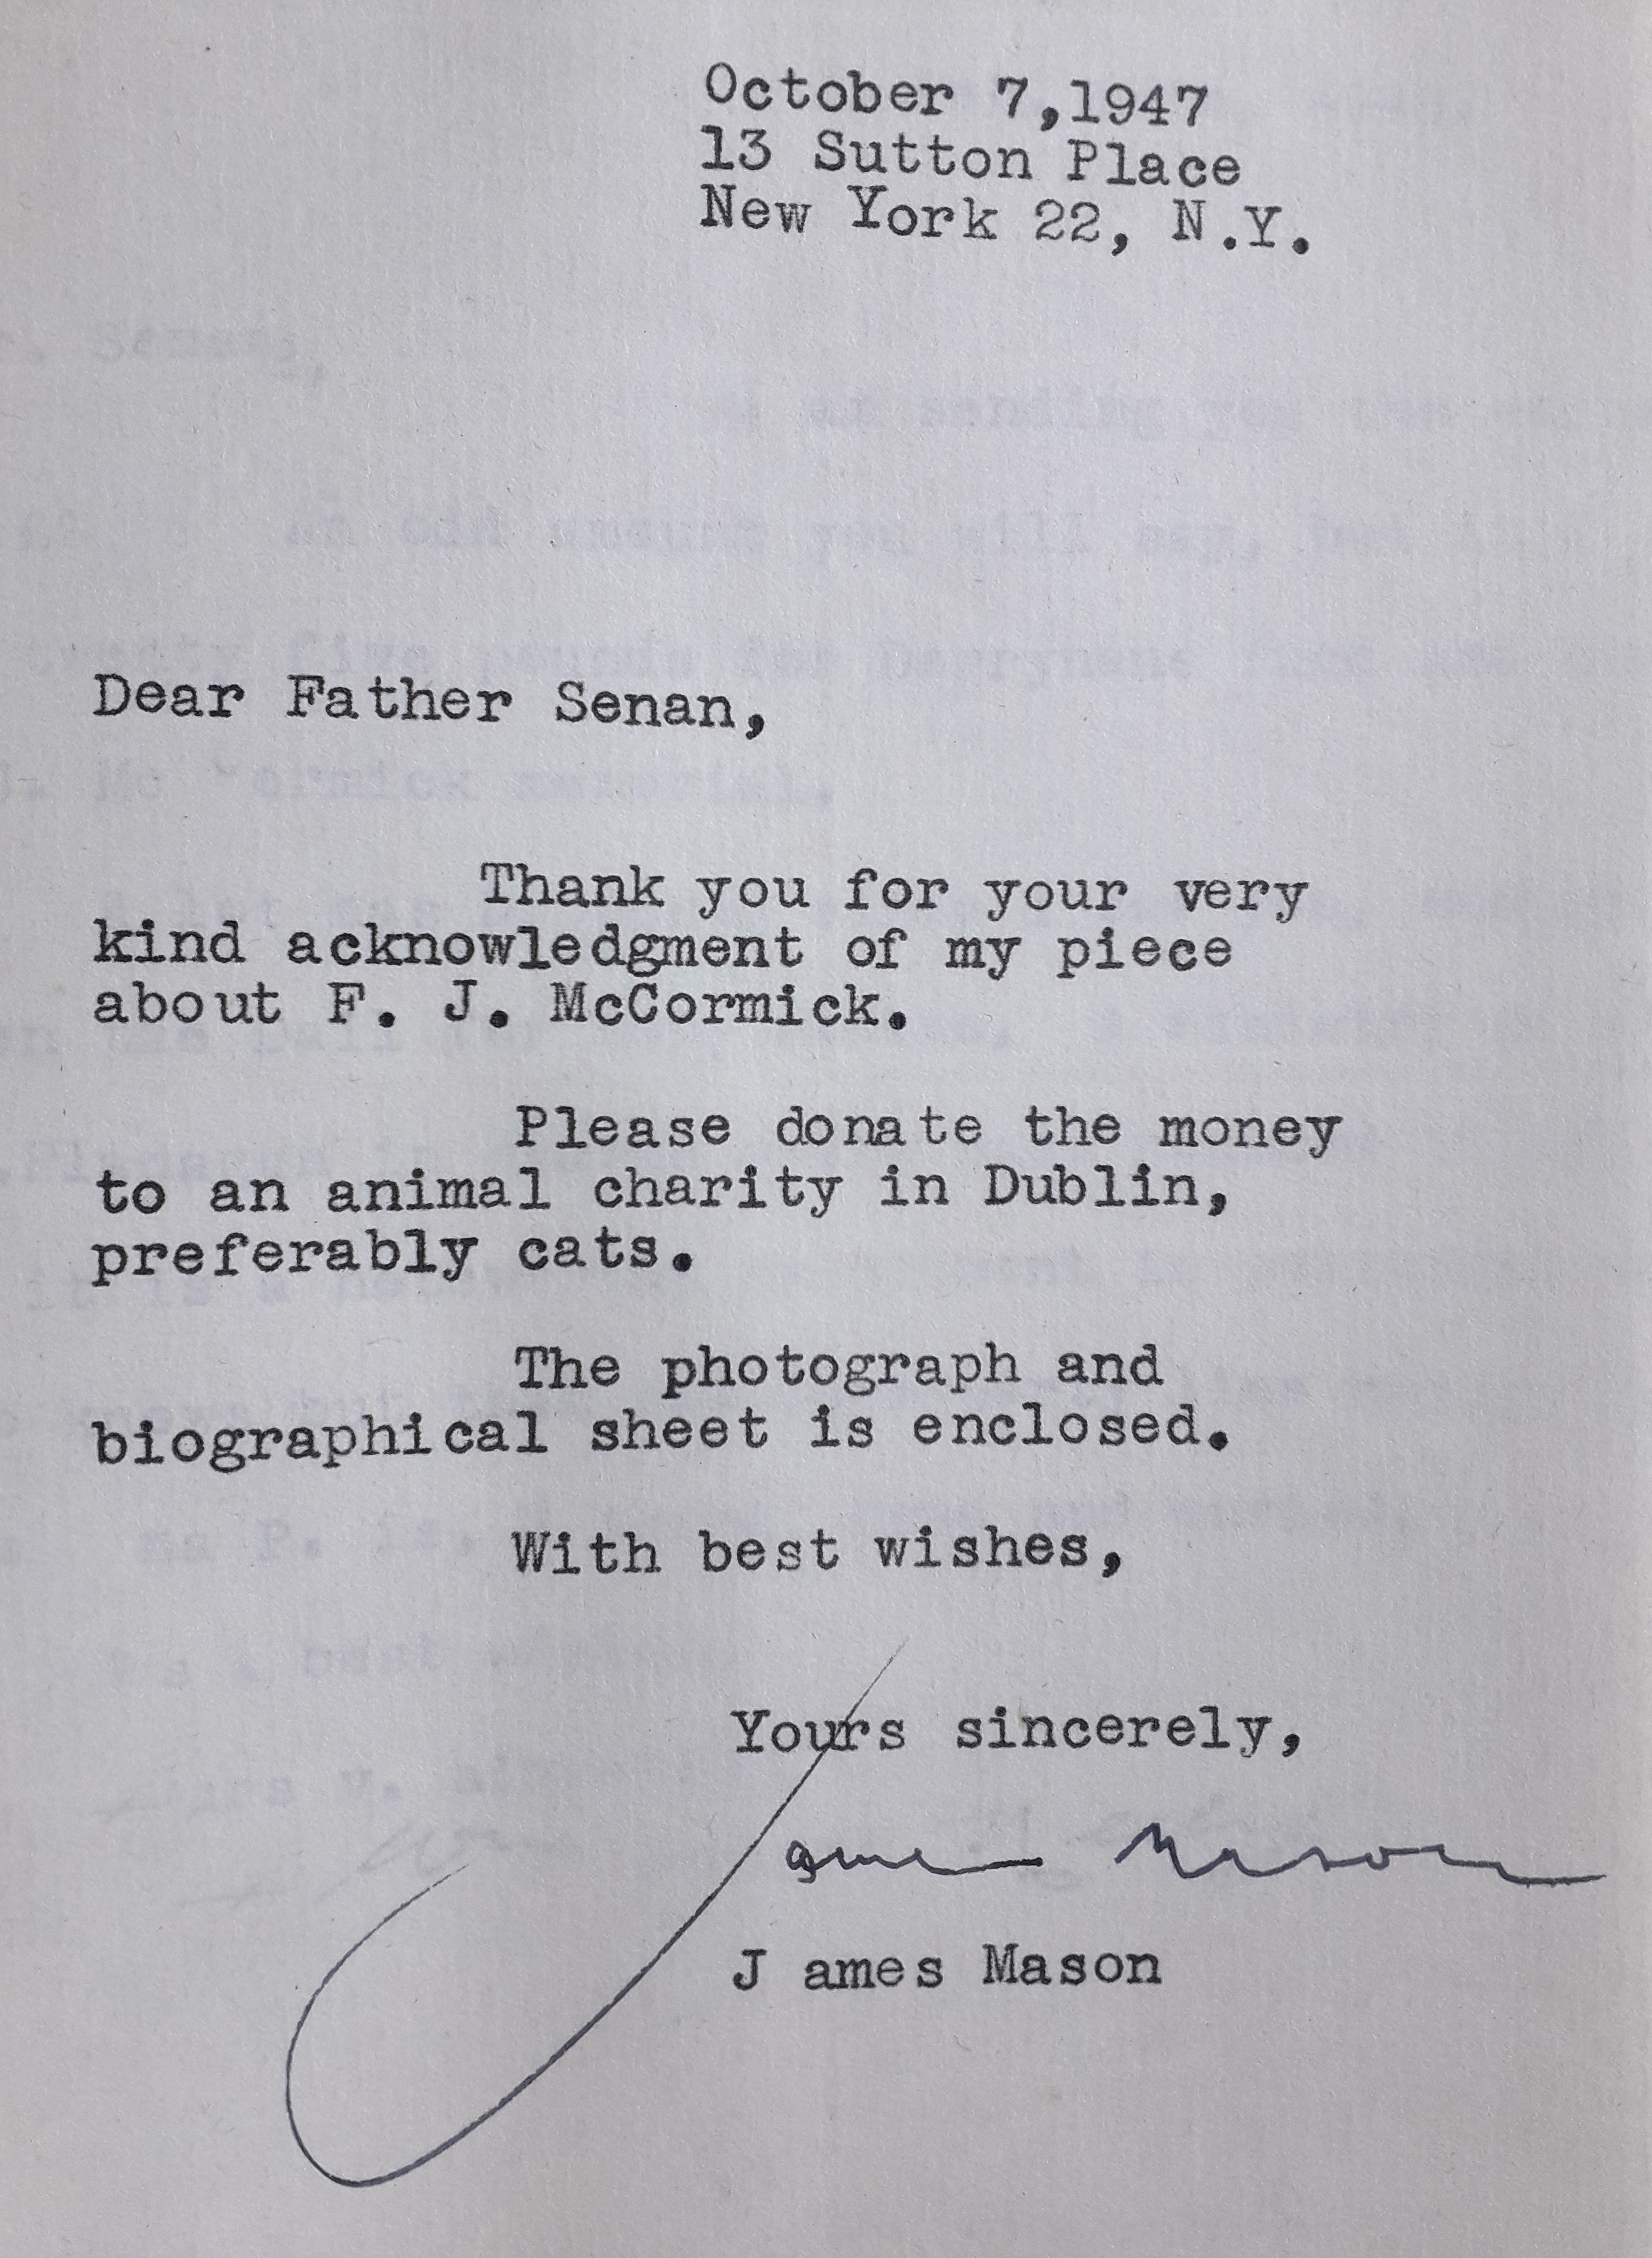 October 7,1947
13 Sutton Place
New York 22, N.Y.
Dear Father Senan,
Thank you for your very
kind acknowledgment of my piece
about F. J. McCormick.
Please donate the money
to an animal charity in Dublin,
preferably cats.
The photograph and
biographical sheet is enclosed.
With best wishes,
Yours sincerely,
James Mason
J ames Mason